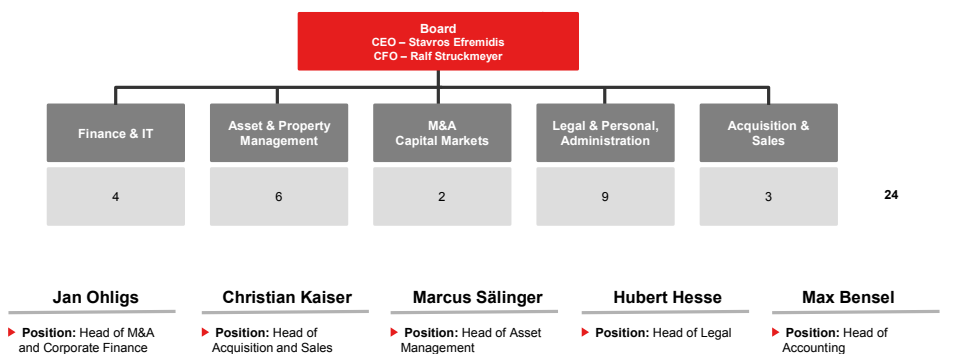 Board
CEO – Stavros Efremidis
CFO – Ralf Struckmeyer
Finance & IT
Asset & Property
Management
M&A
Capital Markets
Legal & Personal,
Administration
Acquisition &
Sales
4
6
2
9
3
24
Jan Ohligs
Christian Kaiser
Marcus Sälinger
Hubert Hesse
Max Bensel
Position: Head of M&A
and Corporate Finance
Position: Head of
Acquisition and Sales
Position: Head of Asset
Management
Position: Head of Legal
Position: Head of
Accounting